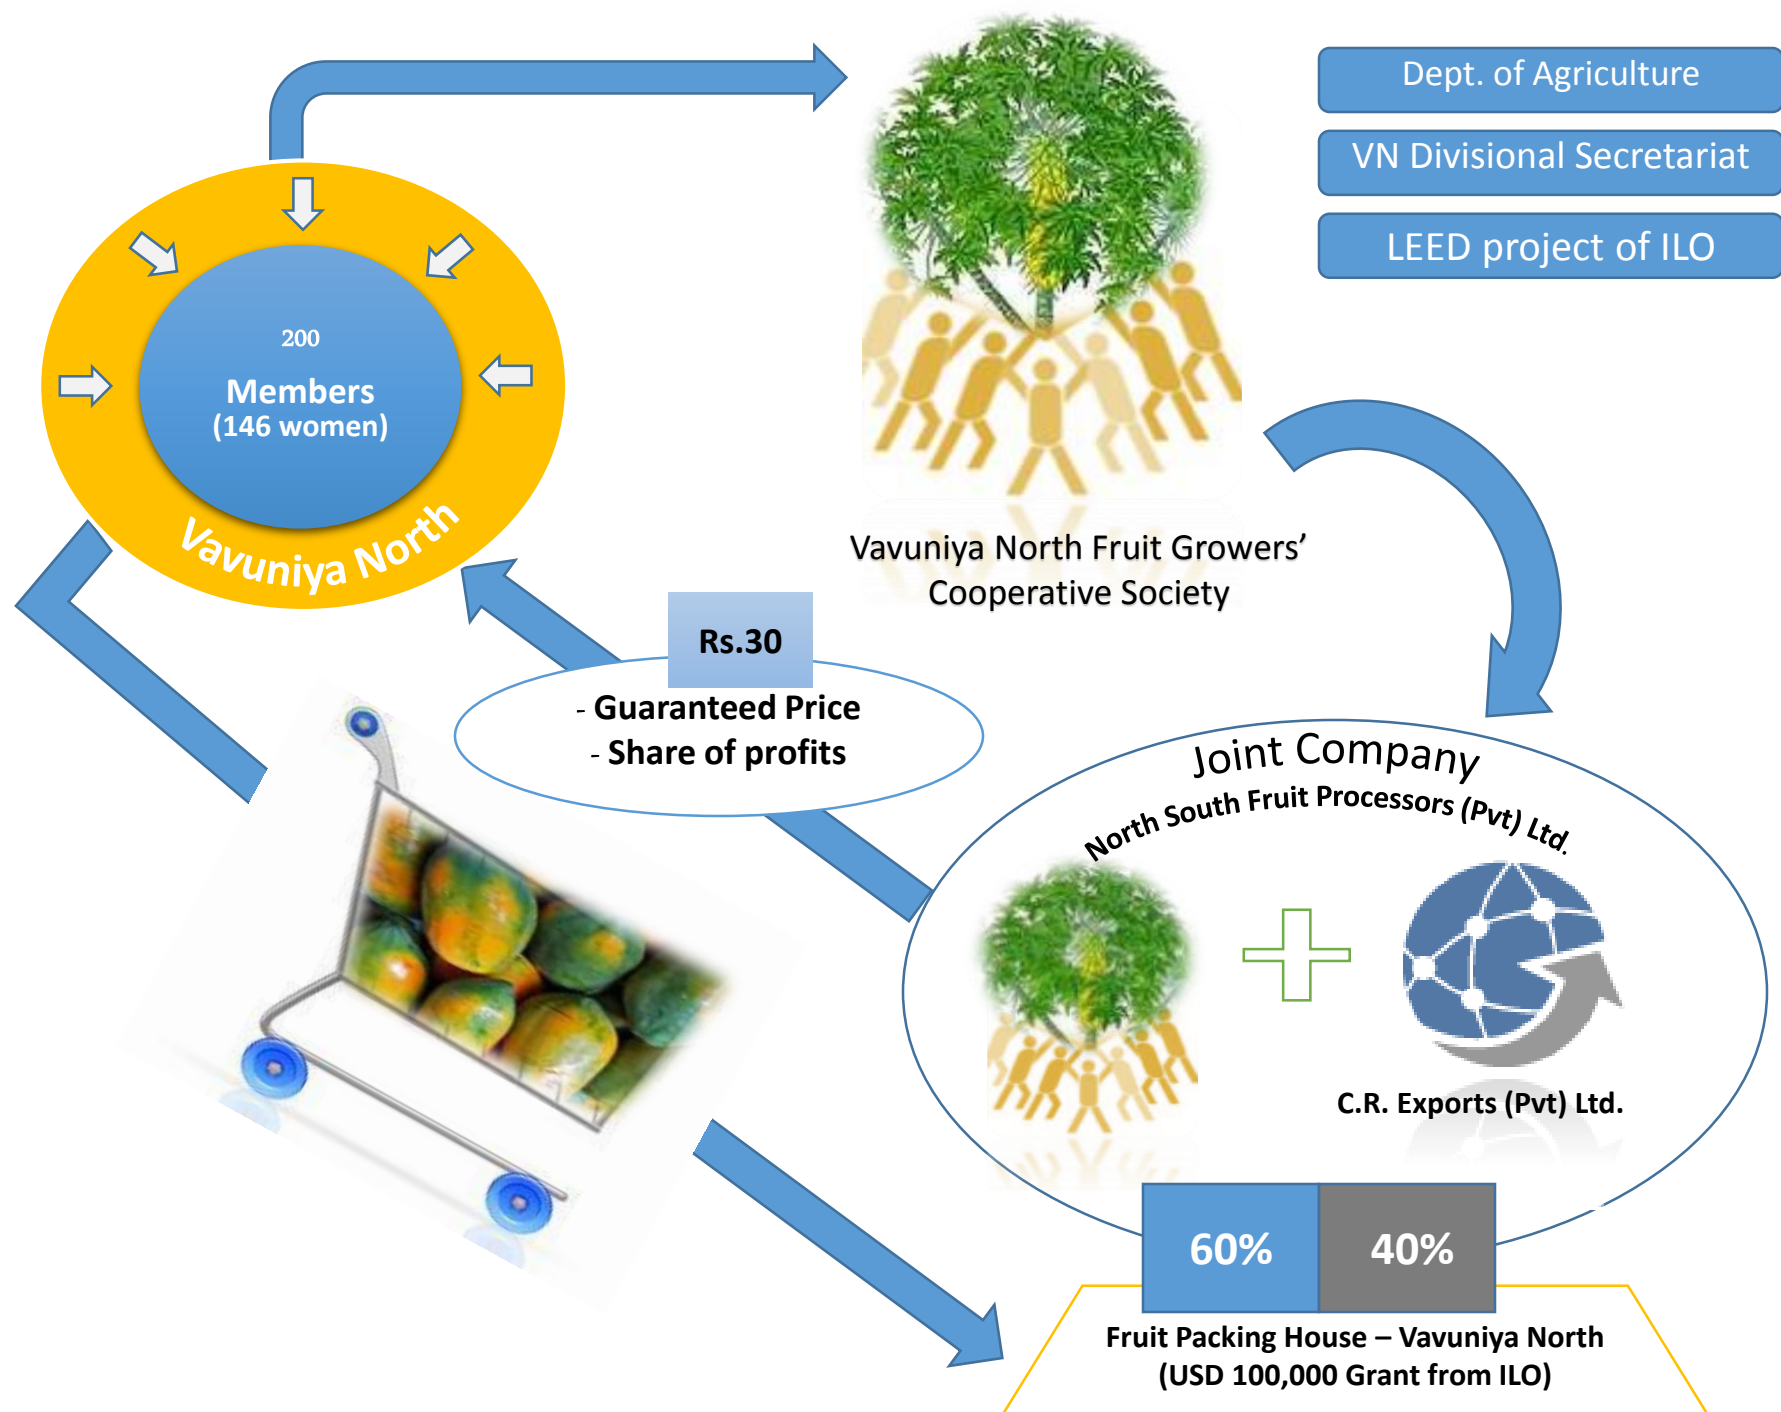 Dept. of Agriculture
VN Divisional Secretariat
LEED project of ILO
200
Members
(146 women)
Vavuniya North
Vavuniya North Fruit Growers’
Cooperative Society
Rs.30
- Guaranteed Price
- Share of profits
Joint Company
North South Fruit Processors (Pvt) Ltd.
C.R. Exports (Pvt) Ltd.
60%
40%
Fruit Packing House – Vavuniya North
(USD 100,000 Grant from ILO)